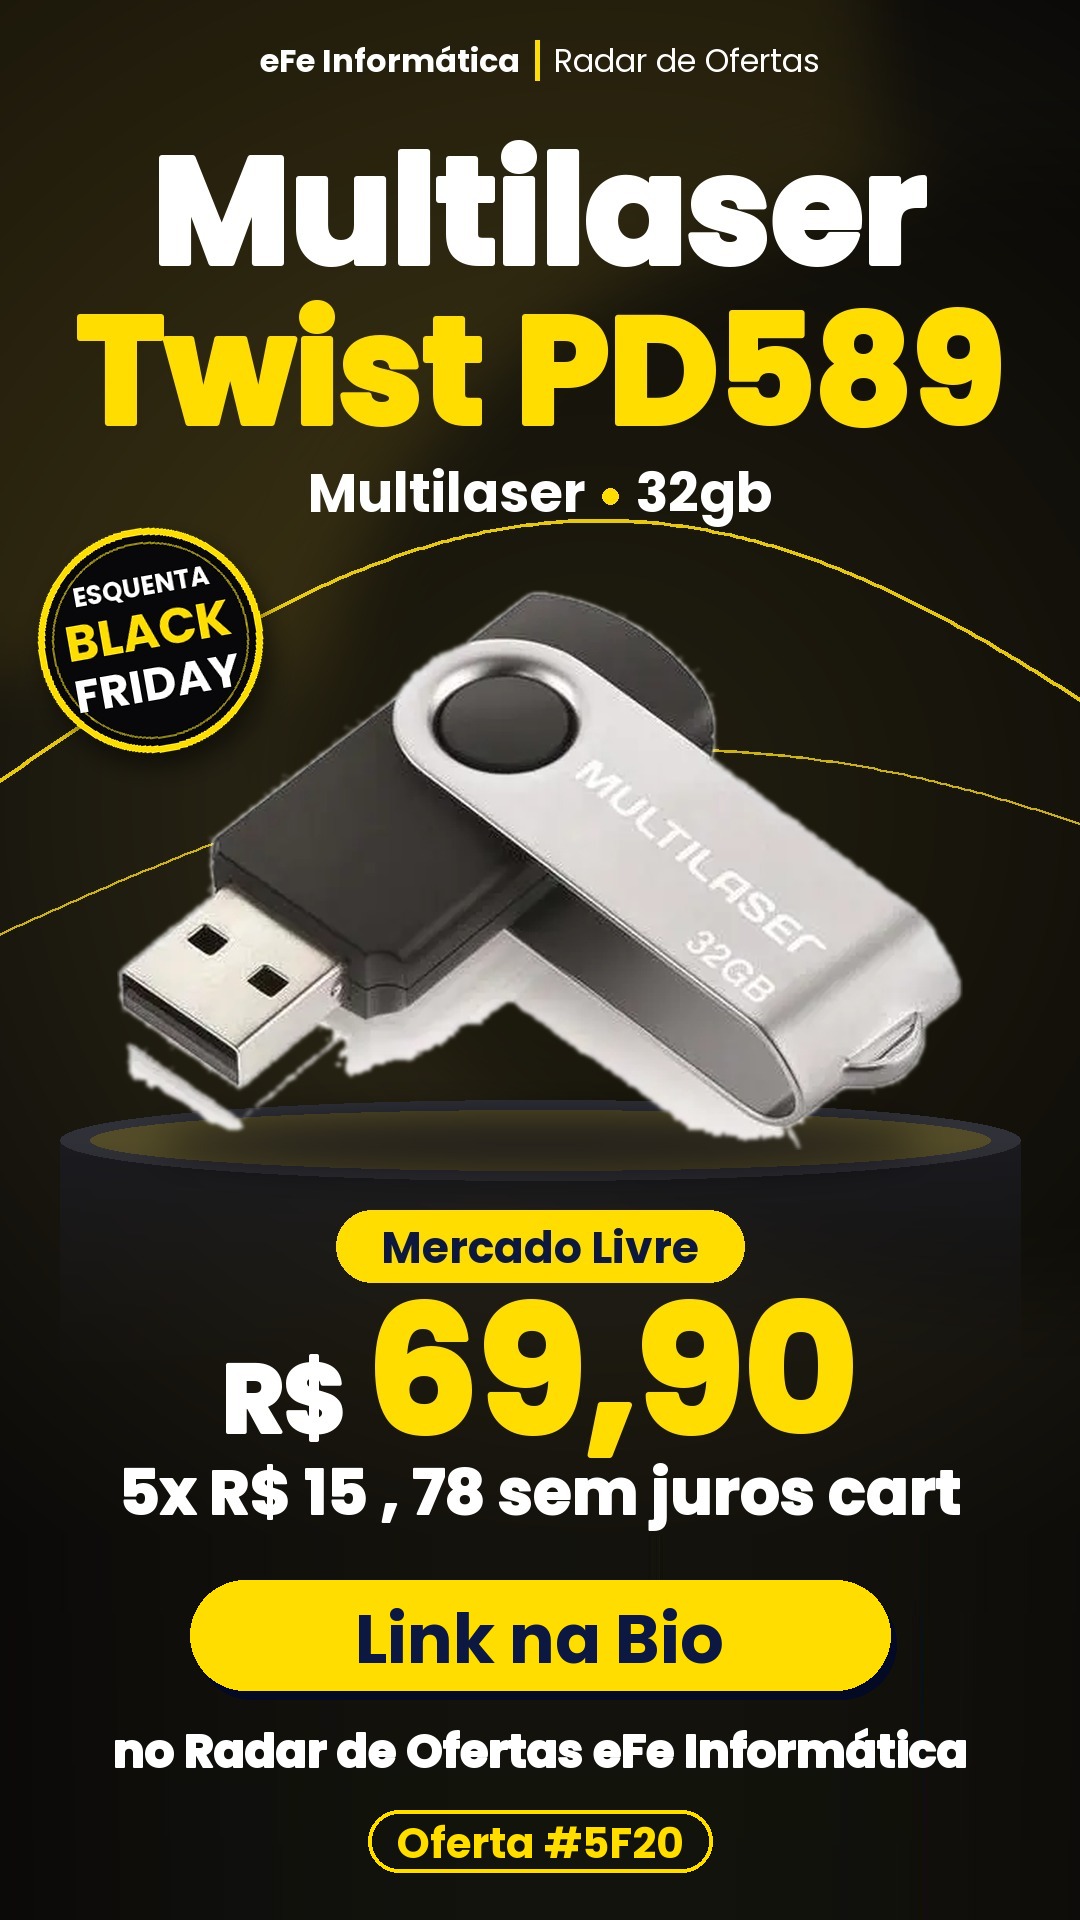 eFe Informática | Radar de Ofertas
Multilaser
Twist PD589
Multilaser • 32gb
ESQUENTA
BLACK
FRIDAY
MULTILASER
32GB
Mercado Livre
R$ 69,90
5x R$ 15 , 78 sem juros cart
Link na Bio
no Radar de Ofertas eFe Informática
Oferta #5F20